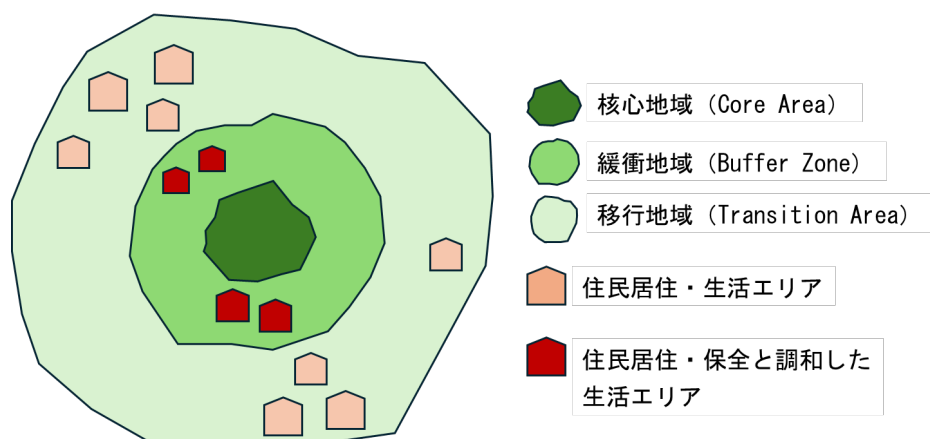 核心地域（Core Area）
緩衝地域（Buffer Zone）
移行地域（Transition Area）
住民居住・生活エリア
住民居住・保全と調和した
生活エリア